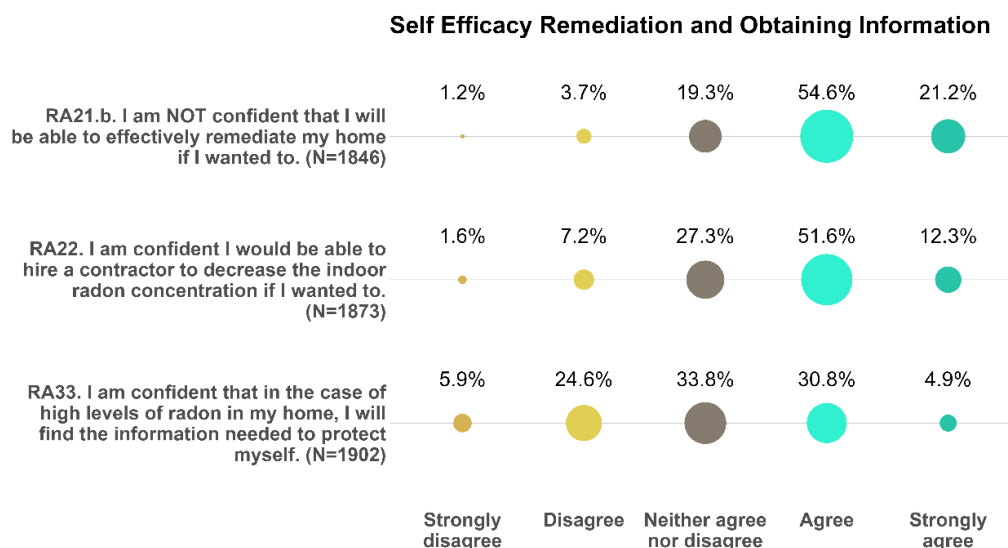 Self Efficacy Remediation and Obtaining Information
1.2% 3.7% 19.3% 54.6% 21.2%
RA21.b. I am NOT confident that I will
be able to effectively remediate my home
if I wanted to. (N=1846)
1.6% 7.2% 27.3% 51.6% 12.3%
RA22. I am confident I would be able to
hire a contractor to decrease the indoor
radon concentration if I wanted to.
(N=1873)
5.9% 24.6% 33.8% 30.8% 4.9%
RA33. I am confident that in the case of
high levels of radon in my home, I will
find the information needed to protect
myself. (N=1902)
Strongly disagree
Disagree
Neither agree nor disagree
Agree
Strongly agree